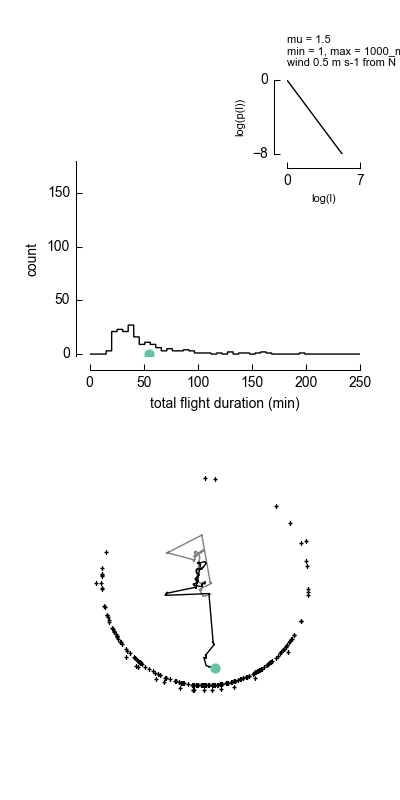 mu = 1.5
min = 1, max = 1000_m
wind 0.5 m s-1 from N
0
log(p(l))
−8
0 7
log(l)
150
100
50
0
count
0 50 100 150 200 250
total flight duration (min)